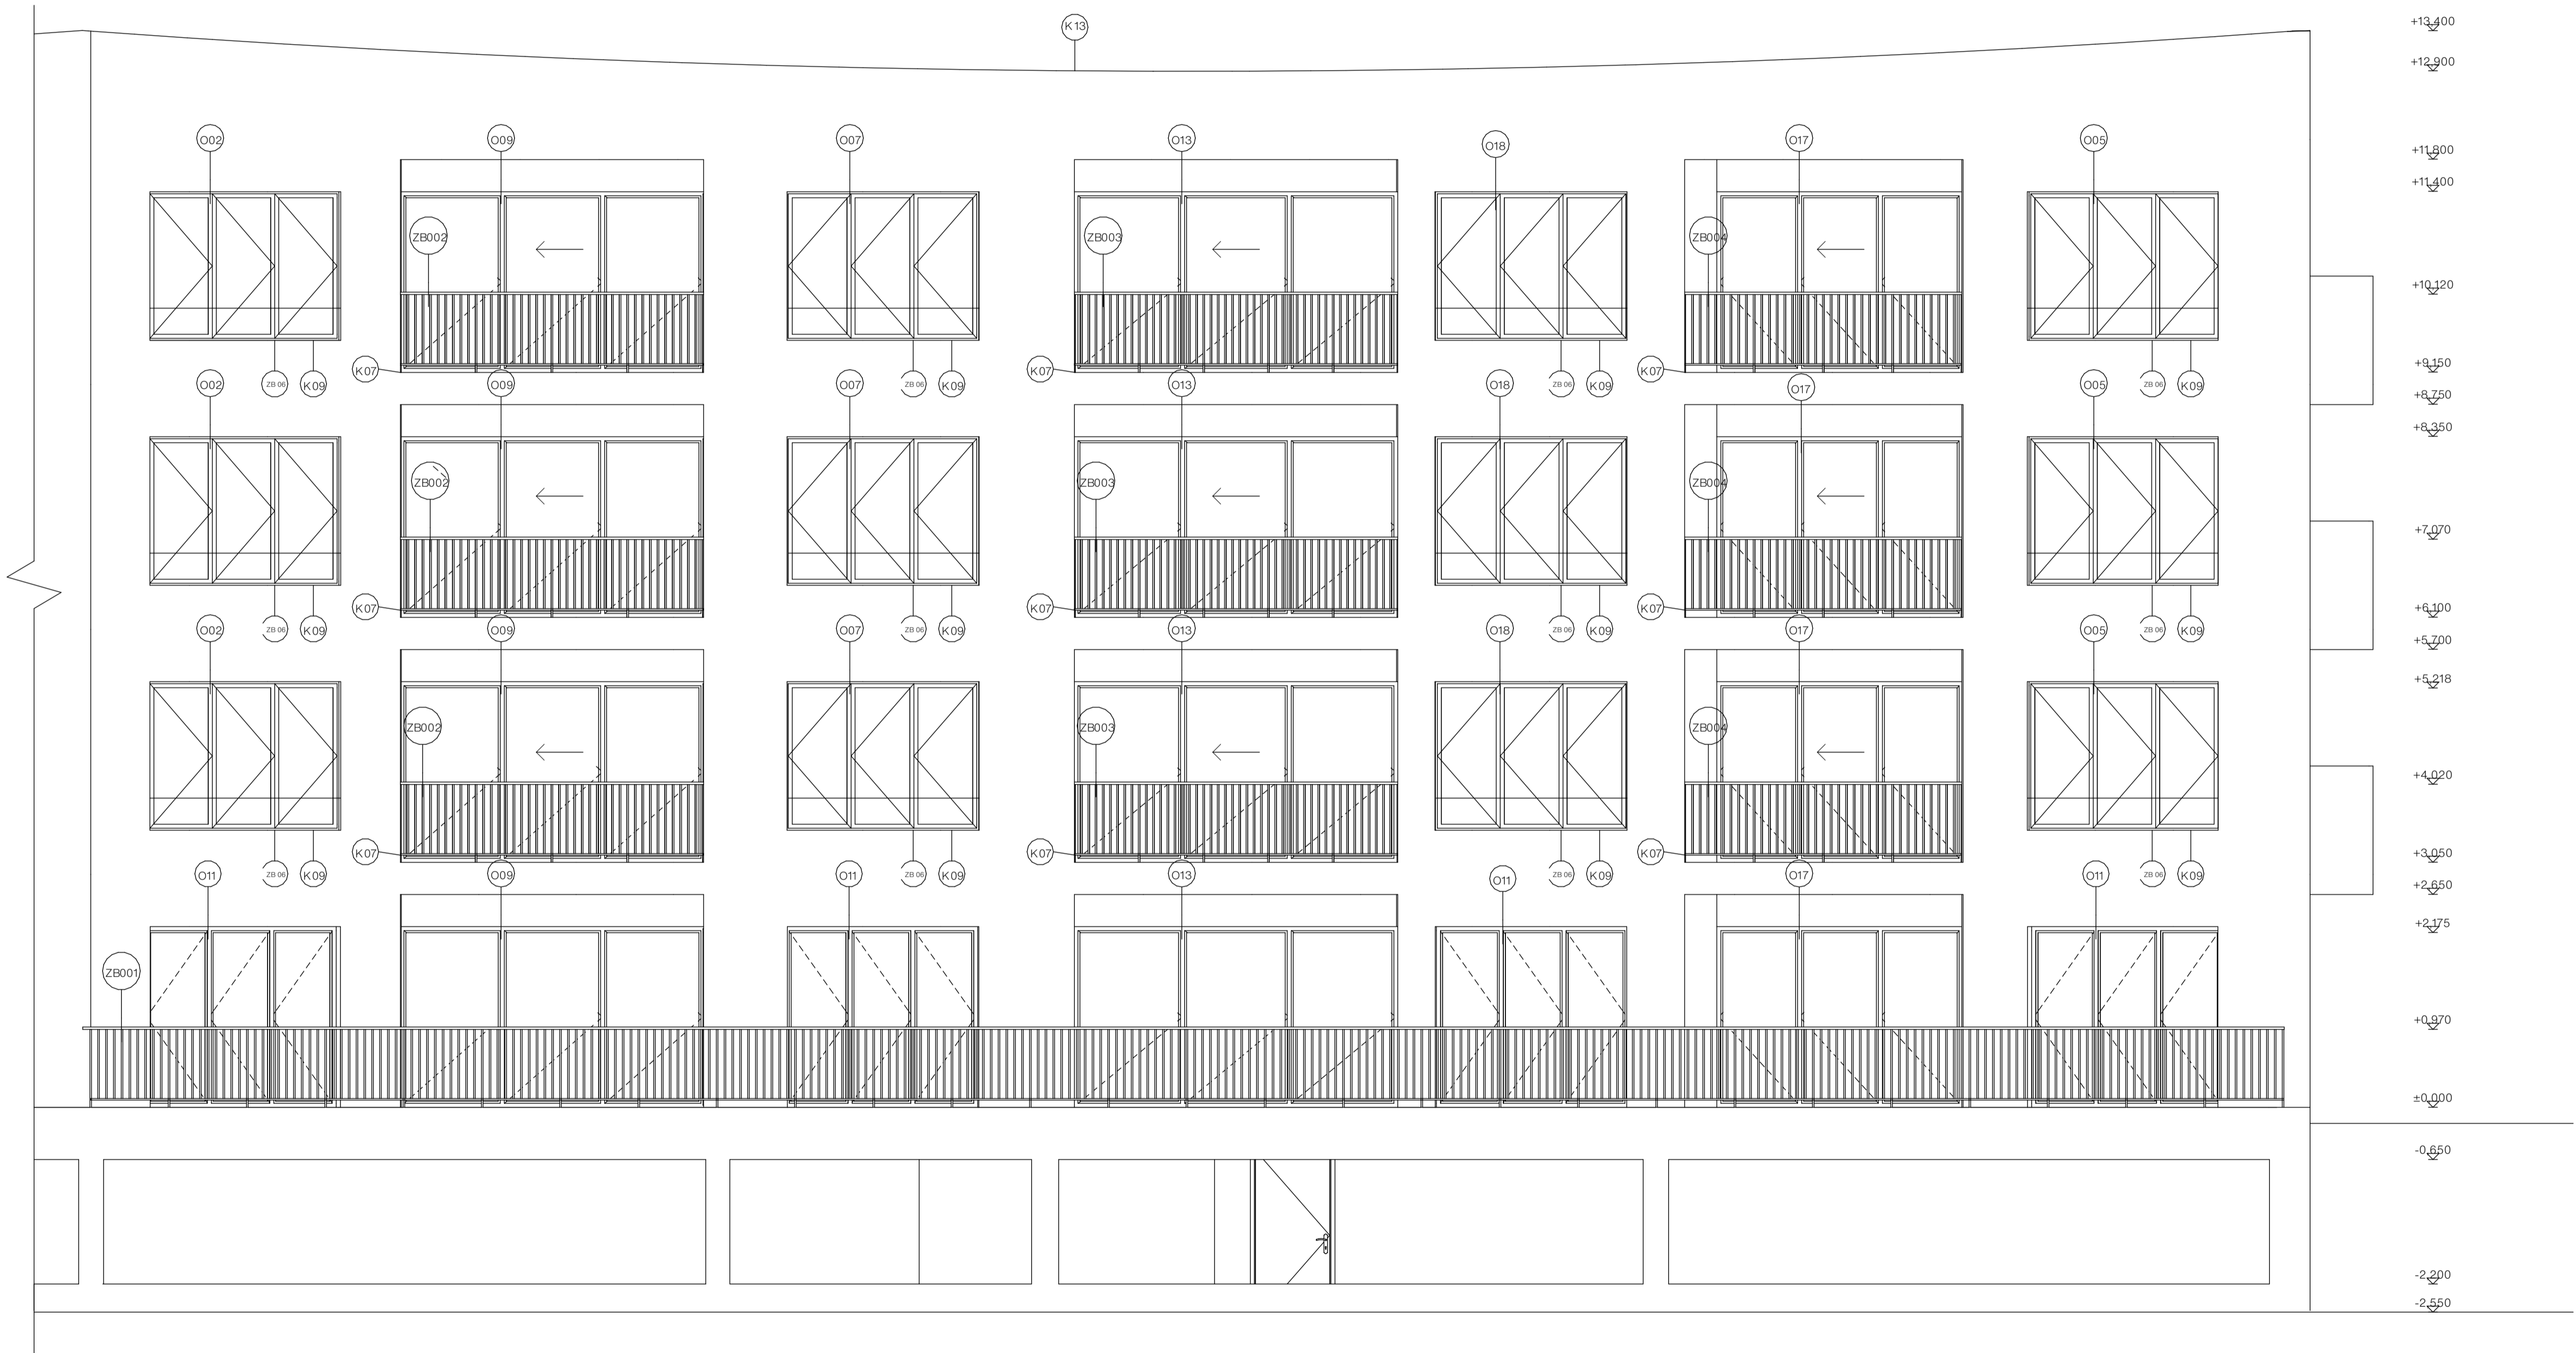 K13
+13,400
+12,900
O02 O09 O07 O13 O18 O17 O05
+11,800
+11,400
ZB002 ZB003 ZB004
+10,120
K07 K07 K07
+9,150
O02 ZB 06 K09 O09 O07 ZB 06 K09 O13 O18 ZB 06 K09 O17 O05 ZB 06 K09
+8,750
+8,350
ZB002 ZB003 ZB004
+7,070
K07 K07 K07
+6,100
O02 ZB 06 K09 O09 O07 ZB 06 K09 O13 O18 ZB 06 K09 O17 O05 ZB 06 K09
+5,700
+5,218
ZB002 ZB003 ZB004
+4,020
K07 K07 K07
+3,050
O11 ZB 06 K09 O09 O11 ZB 06 K09 O13 O11 ZB 06 K09 O17 O11 ZB 06 K09
+2,650
+2,175
ZB001
+0,970
±0,000
-0,650
-2,200
-2,550